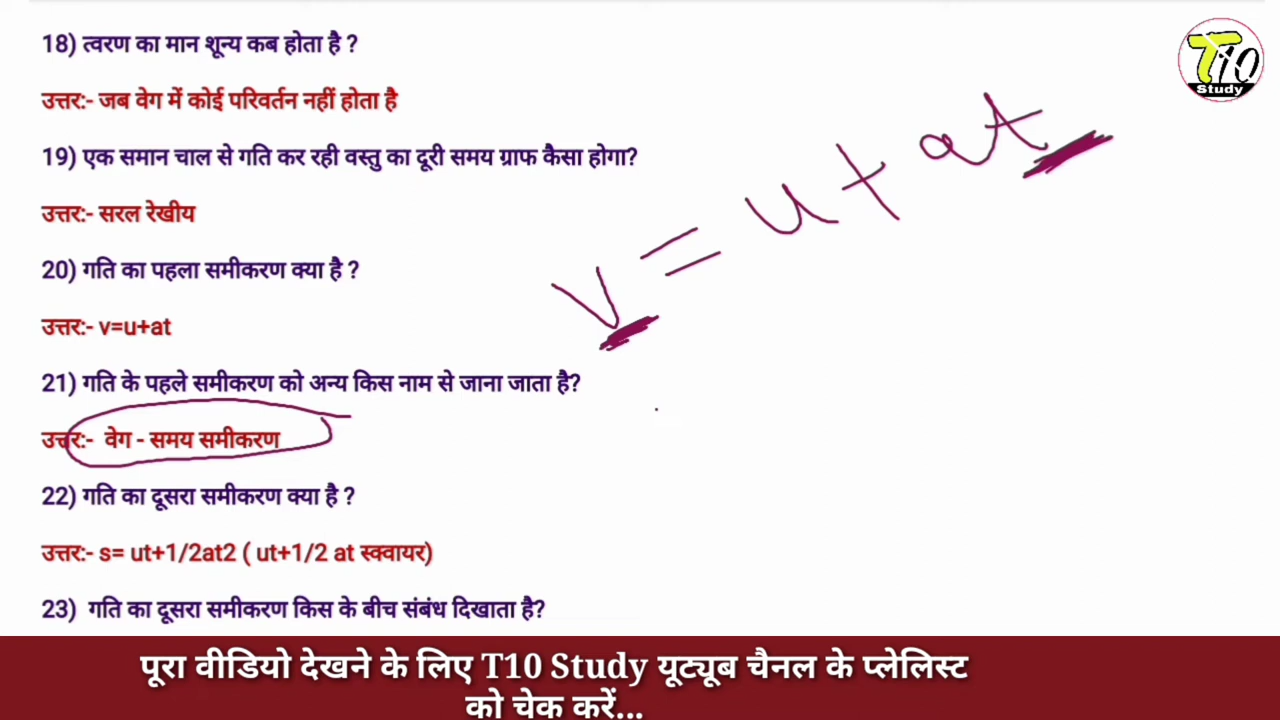 18) त्वरण का मान शून्य कब होता है ?
उत्तर:- जब वेग में कोई परिवर्तन नहीं होता है
19) एक समान चाल से गति कर रही वस्तु का दूरी समय ग्राफ कैसा होगा?
उत्तर:- सरल रेखीय
20) गति का पहला समीकरण क्या है ?
उत्तर:- v=u+at
21) गति के पहले समीकरण को अन्य किस नाम से जाना जाता है?
उत्तर:- वेग - समय समीकरण
22) गति का दूसरा समीकरण क्या है ?
उत्तर:- s= ut+1/2at2 ( ut+1/2 at स्क्वायर)
23) गति का दूसरा समीकरण किस के बीच संबंध दिखाता है?
v = u + at
T10
Study
पूरा वीडियो देखने के लिए T10 Study यूट्यूब चैनल के प्लेलिस्ट
को चेक करें...